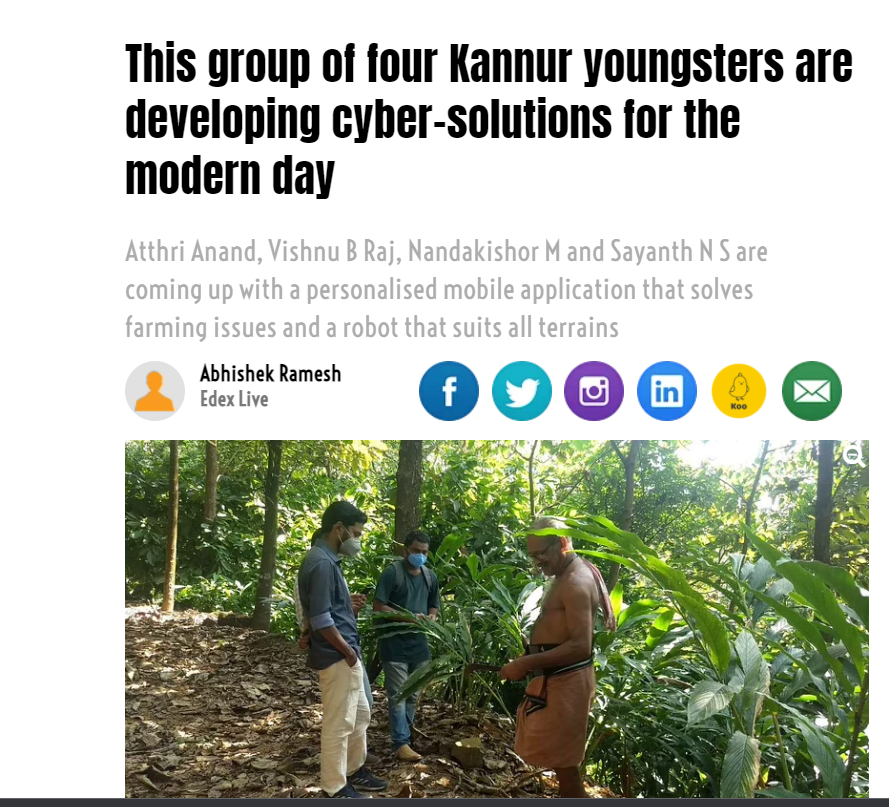 This group of four Kannur youngsters are
developing cyber-solutions for the
modern day
Atthri Anand, Vishnu B Raj, Nandakishor M and Sayanth N S are
coming up with a personalised mobile application that solves
farming issues and a robot that suits all terrains
Abhishek Ramesh
Edex Live
f
in
Koo